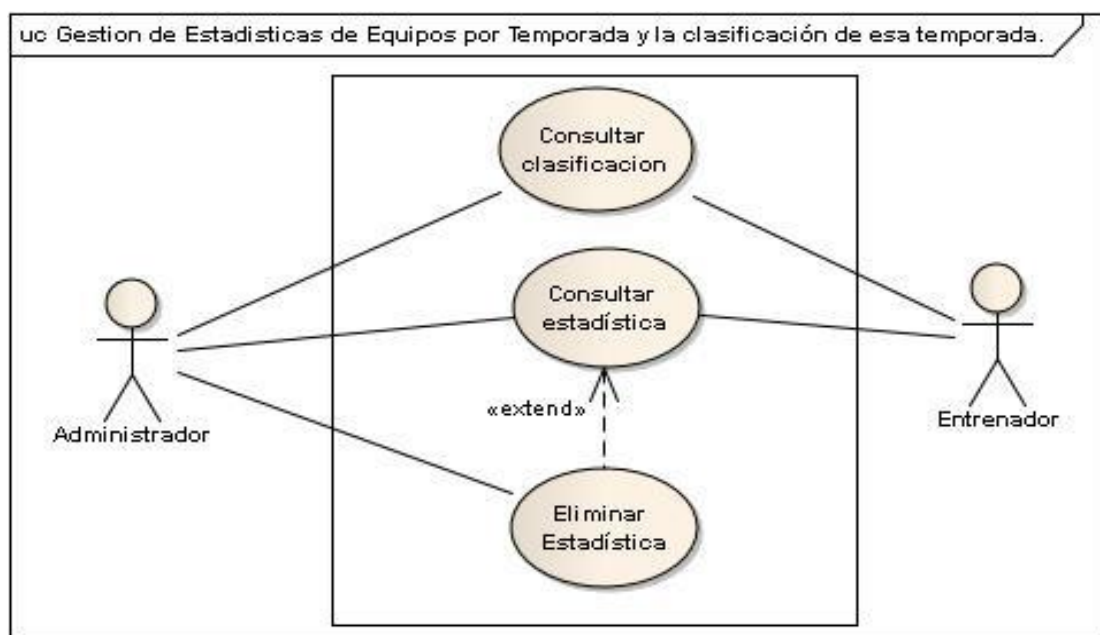 uc Gestion de Estadisticas de Equipos por Temporada y la clasificación de esa temporada.
Consultar
clasificacion
Consultar
estadística
«extend»
Administrador
Entrenador
Eliminar
Estadística